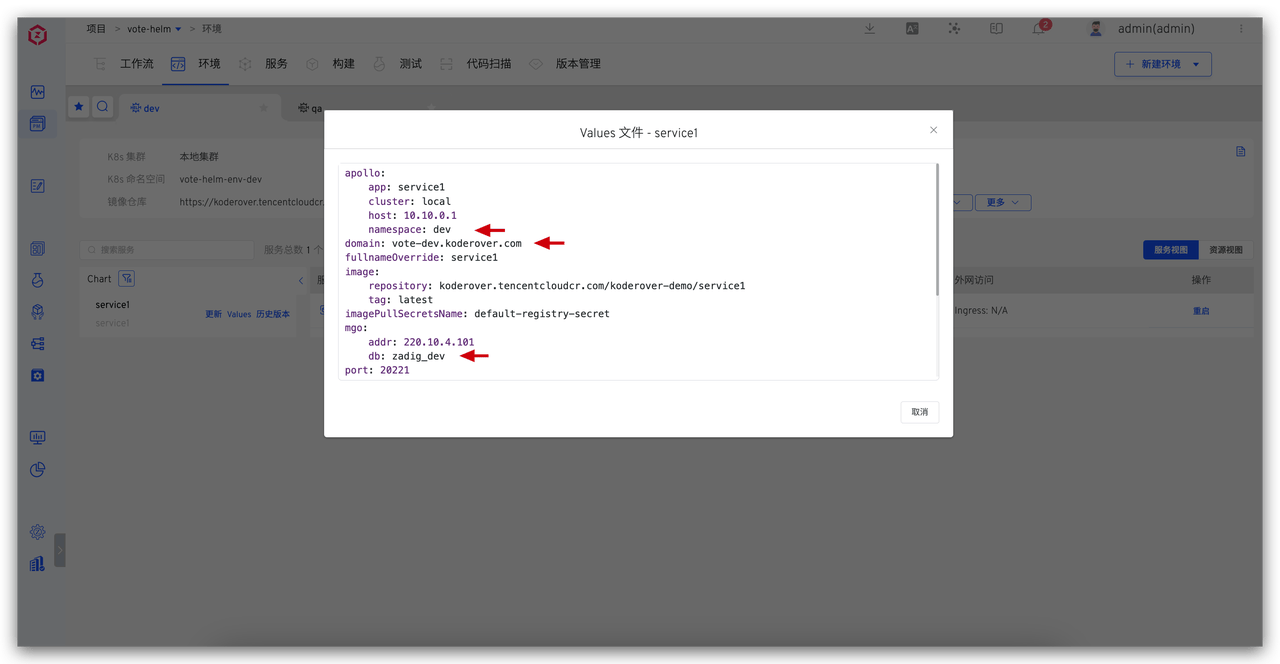 项目 > vote-helm > 环境
2
admin(admin)
工作流 环境 服务 构建 测试 代码扫描 版本管理
+ 新建环境
dev qa
K8s 集群 本地集群
K8s 命名空间 vote-helm-env-dev
镜像仓库 https://koderover.tencentcloudcr.
更多
搜索服务 服务总数 1 个
服务视图 资源视图
Chart
外网访问 操作
service1
service1
更新 Values 历史版本
Ingress: N/A 重启
Values 文件 - service1
apollo:
    app: service1
    cluster: local
    host: 10.10.0.1
    namespace: dev
domain: vote-dev.koderover.com
fullnameOverride: service1
image:
    repository: koderover.tencentcloudcr.com/koderover-demo/service1
    tag: latest
imagePullSecretsName: default-registry-secret
mgo:
    addr: 220.10.4.101
    db: zadig_dev
port: 20221
取消